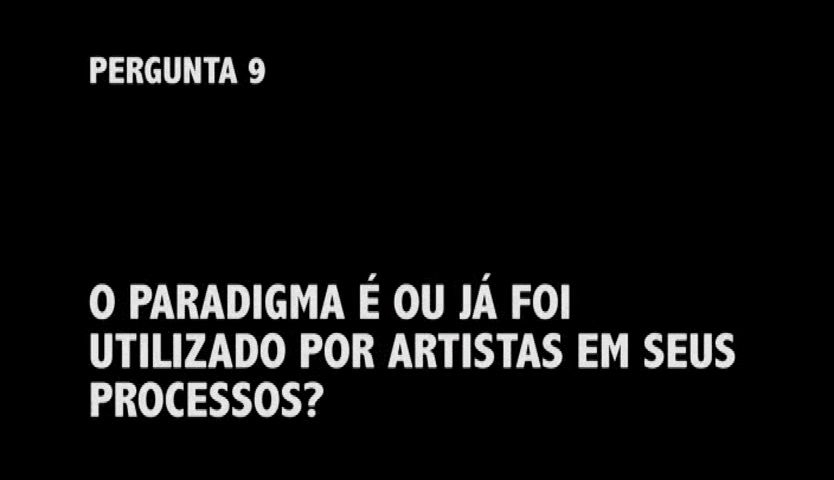 PERGUNTA 9
O PARADIGMA É OU JÁ FOI
UTILIZADO POR ARTISTAS EM SEUS
PROCESSOS?